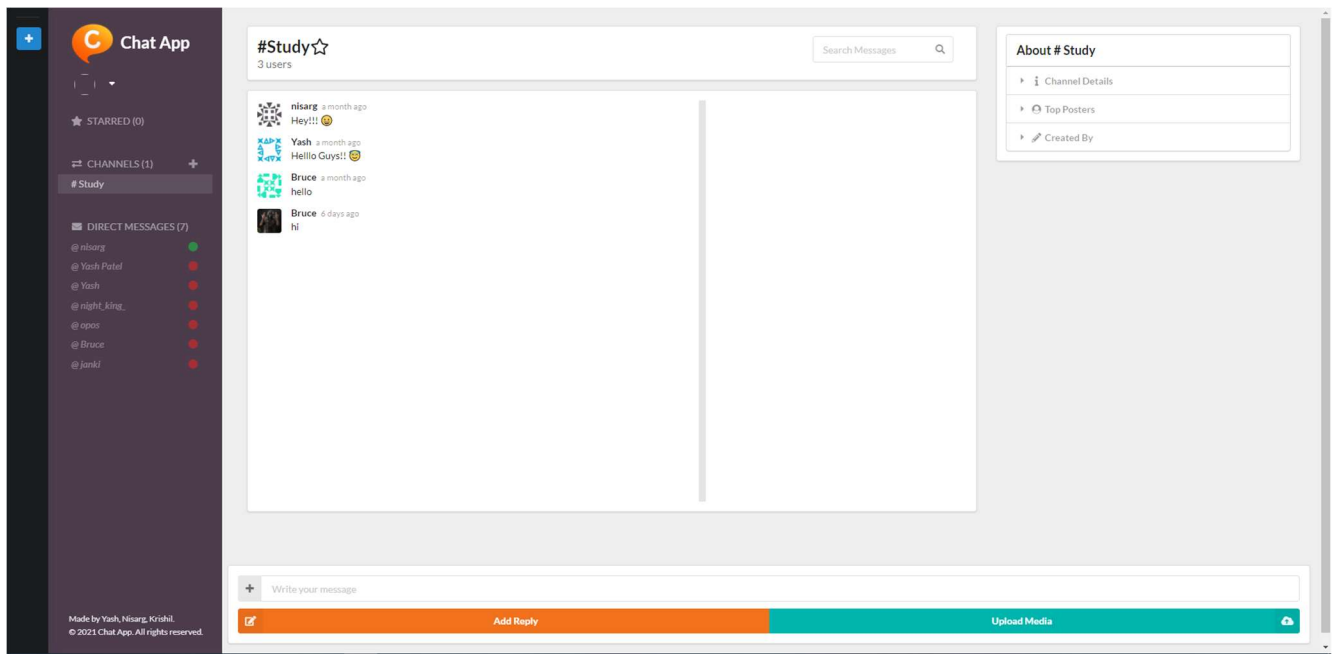 C Chat App
STARRED (0)
CHANNELS (1)
# Study
DIRECT MESSAGES (7)
@ nisarg
@ Yash Patel
@ Yash
@ night_king_
@ opos
@ Bruce
@ janki
Made by Yash, Nisarg, Krishil.
© 2021 Chat App. All rights reserved.
#Study
3 users
Search Messages
nisarg a month ago
Hey!!! 😀
Yash a month ago
Helllo Guys!! 😇
Bruce a month ago
hello
Bruce 6 days ago
hi
Write your message
Add Reply
Upload Media
About # Study
Channel Details
Top Posters
Created By